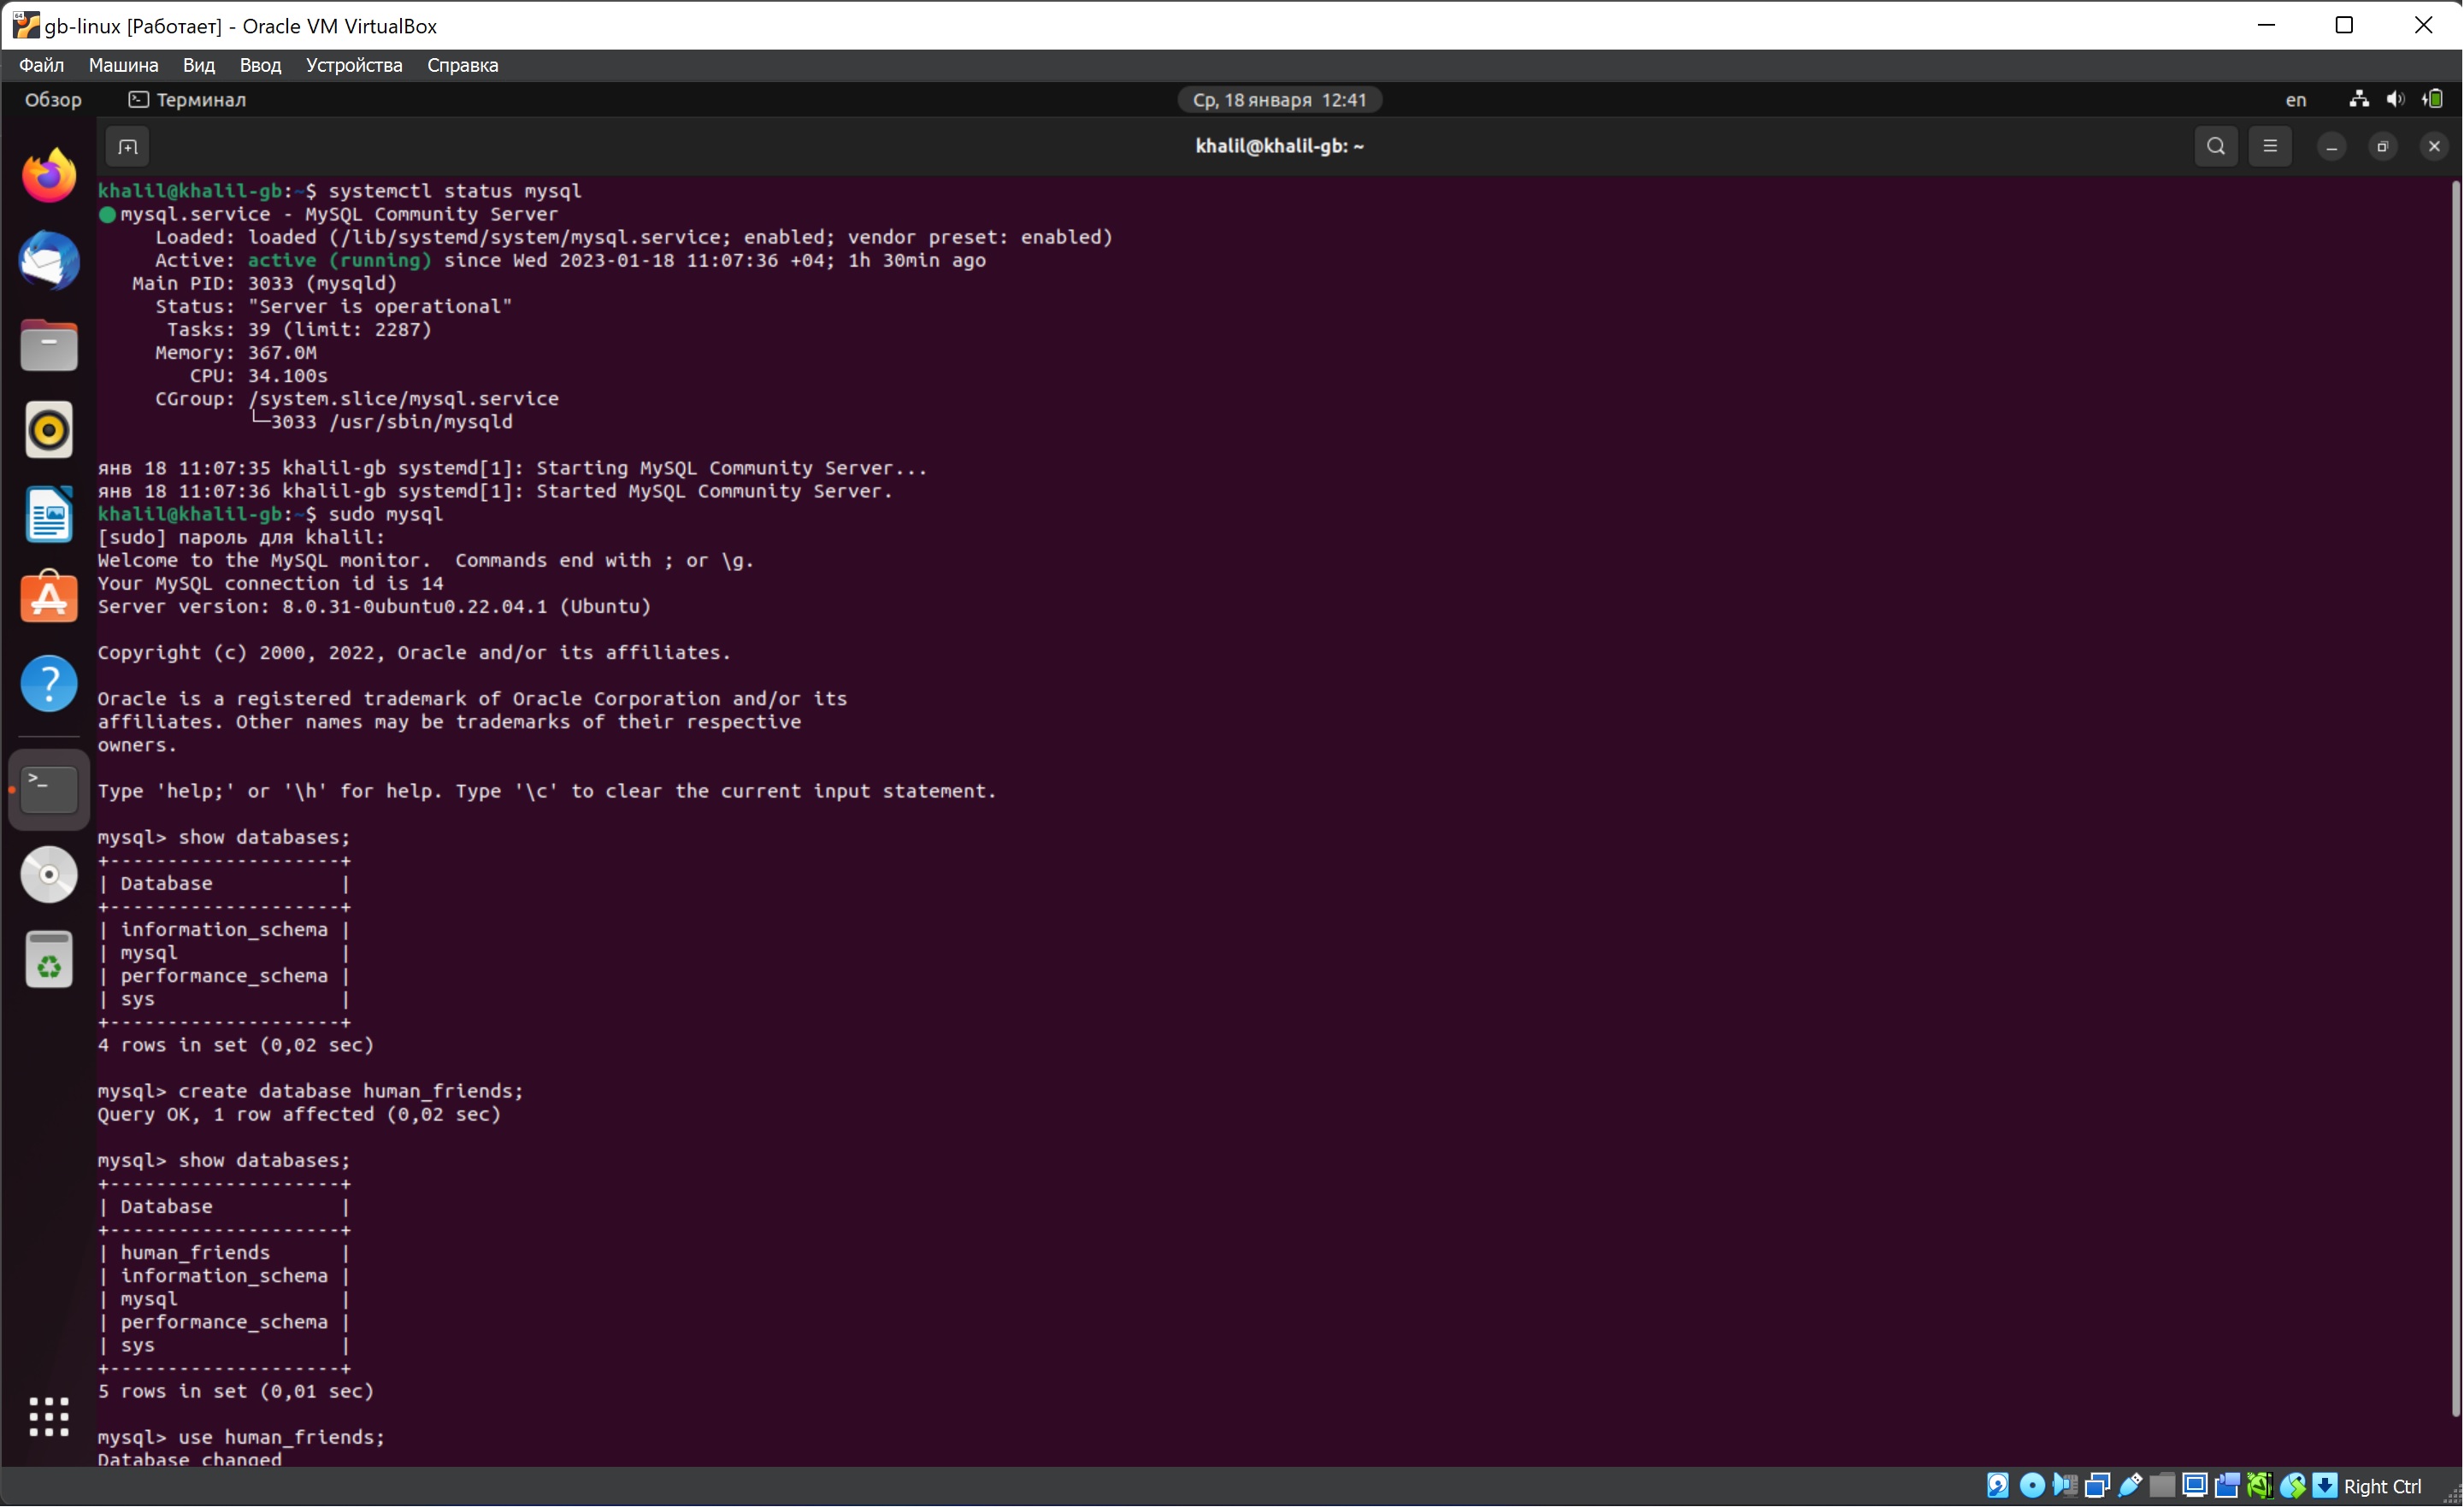 gb-linux [Работает] - Oracle VM VirtualBox
Файл Машина Вид Ввод Устройства Справка
Обзор Терминал Ср, 18 января 12:41 en
khalil@khalil-gb: ~
khalil@khalil-gb:~$ systemctl status mysql
mysql.service - MySQL Community Server
Loaded: loaded (/lib/systemd/system/mysql.service; enabled; vendor preset: enabled)
Active: active (running) since Wed 2023-01-18 11:07:36 +04; 1h 30min ago
Main PID: 3033 (mysqld)
Status: "Server is operational"
Tasks: 39 (limit: 2287)
Memory: 367.0M
CPU: 34.100s
CGroup: /system.slice/mysql.service
└─3033 /usr/sbin/mysqld
янв 18 11:07:35 khalil-gb systemd[1]: Starting MySQL Community Server...
янв 18 11:07:36 khalil-gb systemd[1]: Started MySQL Community Server.
khalil@khalil-gb:~$ sudo mysql
[sudo] пароль для khalil:
Welcome to the MySQL monitor.  Commands end with ; or \g.
Your MySQL connection id is 14
Server version: 8.0.31-0ubuntu0.22.04.1 (Ubuntu)
Copyright (c) 2000, 2022, Oracle and/or its affiliates.
Oracle is a registered trademark of Oracle Corporation and/or its
affiliates. Other names may be trademarks of their respective
owners.
Type 'help;' or '\h' for help. Type '\c' to clear the current input statement.
mysql> show databases;
+--------------------+
| Database           |
+--------------------+
| information_schema |
| mysql              |
| performance_schema |
| sys                |
+--------------------+
4 rows in set (0,02 sec)
mysql> create database human_friends;
Query OK, 1 row affected (0,02 sec)
mysql> show databases;
+--------------------+
| Database           |
+--------------------+
| human_friends      |
| information_schema |
| mysql              |
| performance_schema |
| sys                |
+--------------------+
5 rows in set (0,01 sec)
mysql> use human_friends;
Database changed
Right Ctrl